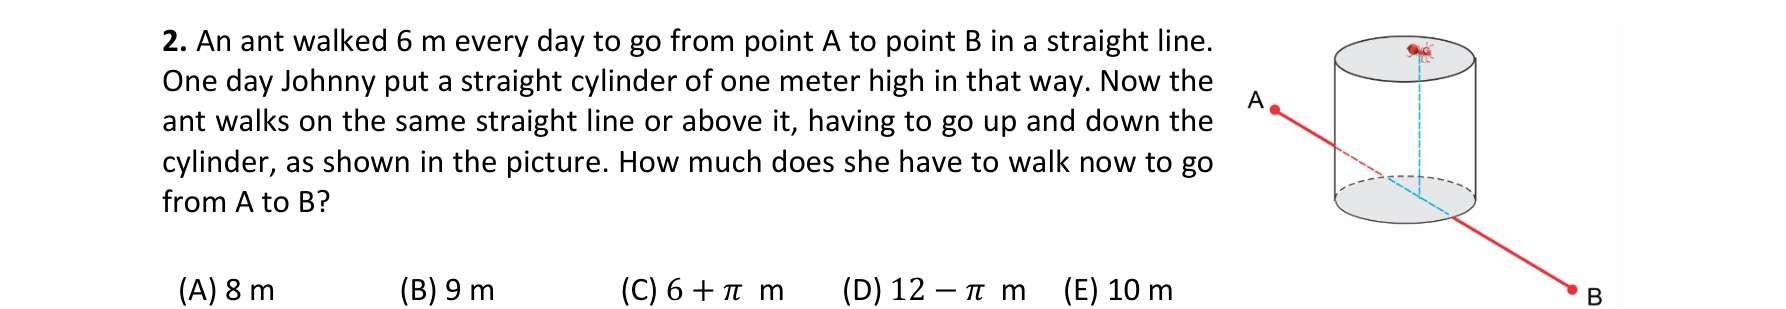 2. An ant walked 6 m every day to go from point A to point B in a straight line.
One day Johnny put a straight cylinder of one meter high in that way. Now the
ant walks on the same straight line or above it, having to go up and down the
cylinder, as shown in the picture. How much does she have to walk now to go
from A to B?
(A) 8 m (B) 9 m (C) 6 + π m (D) 12 − π m (E) 10 m
A
B